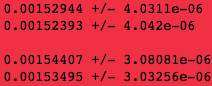 0.00152944 +/- 4.0311e-06
0.00152393 +/- 4.042e-06
0.00154407 +/- 3.08081e-06
0.00153495 +/- 3.03256e-06